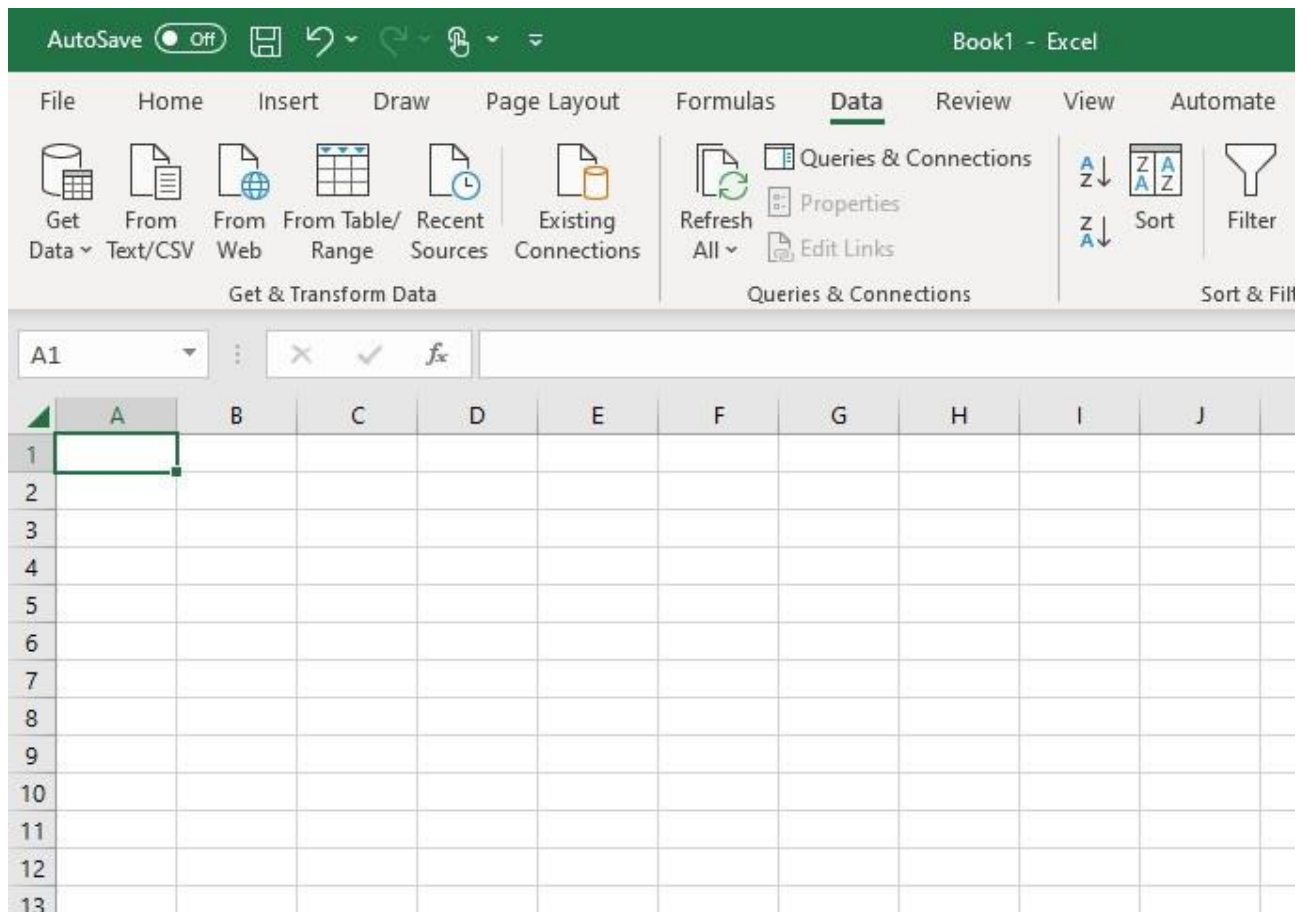 AutoSave Off Book1 - Excel
File Home Insert Draw Page Layout Formulas Data Review View Automate
Get Data From Text/CSV From Web From Table/ Range Recent Sources Existing Connections
Get & Transform Data
Refresh All Queries & Connections
Properties
Edit Links
Queries & Connections
A Z Z A Sort Filter
Z A
Sort & Filt
A1 fx
A B C D E F G H I J
1
2
3
4
5
6
7
8
9
10
11
12
13